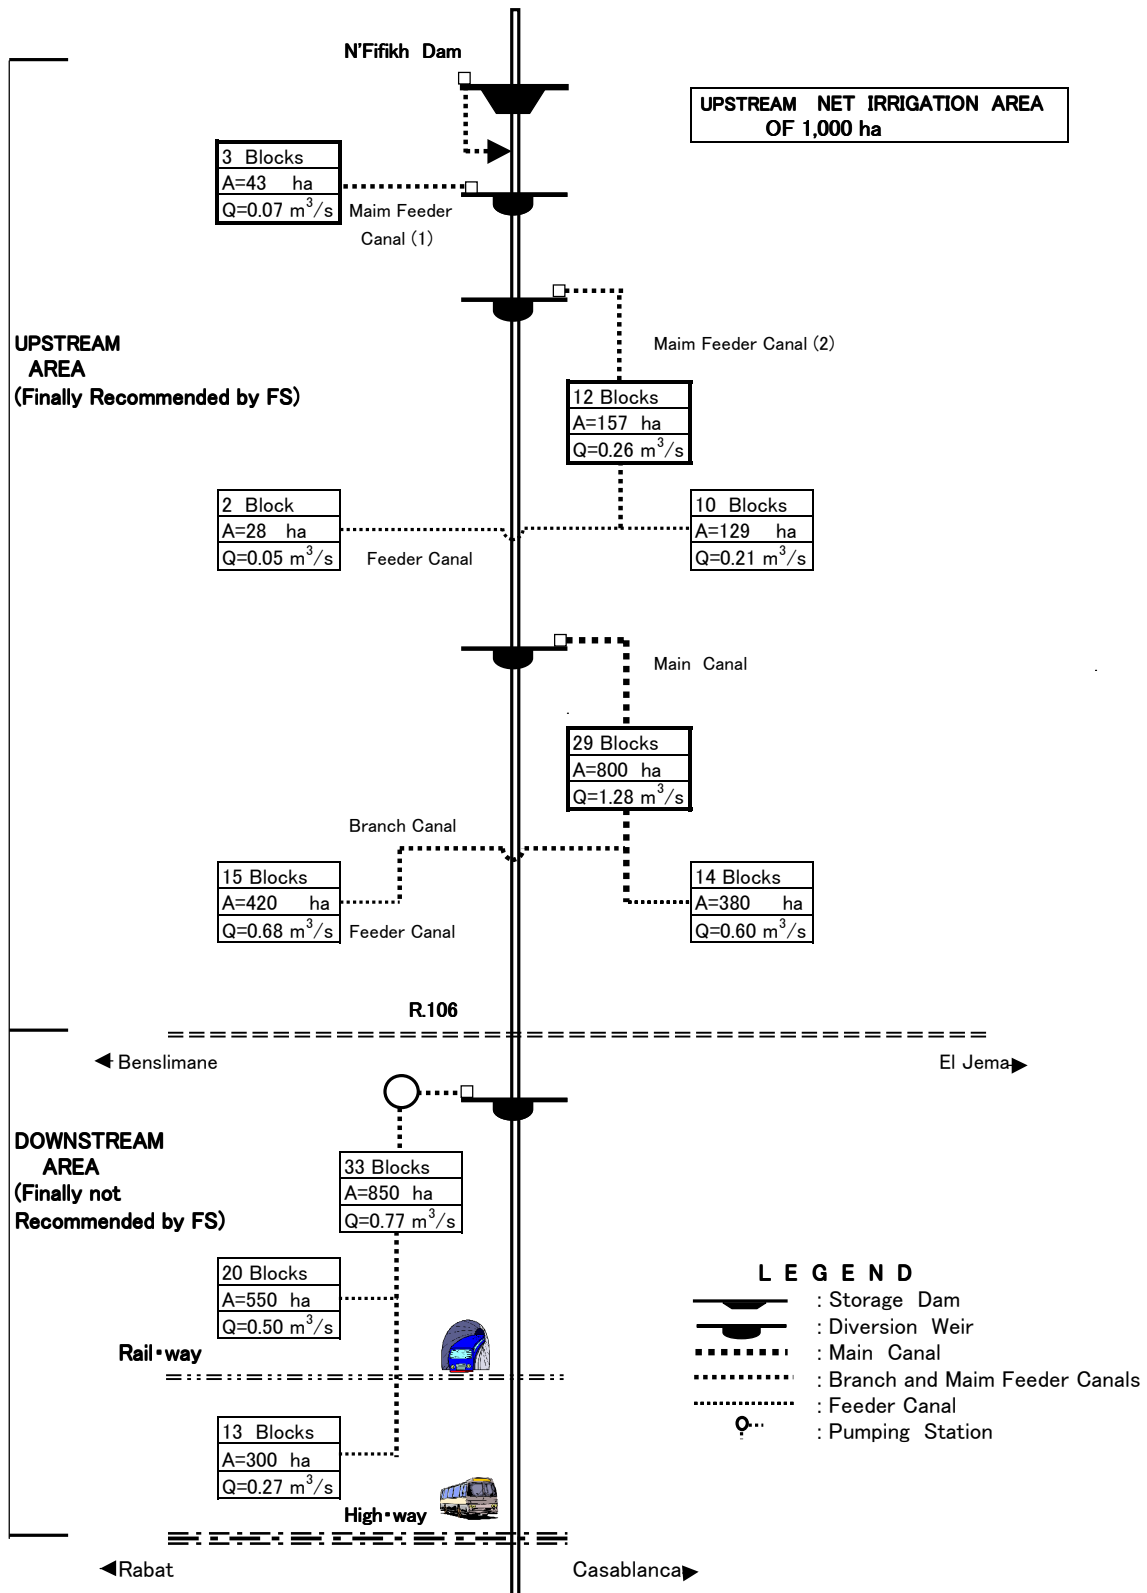 N'Fifikh Dam
UPSTREAM NET IRRIGATION AREA
OF 1,000 ha
3 Blocks
A=43 ha
Q=0.07 m³/s
Maim Feeder
Canal (1)
UPSTREAM
AREA
(Finally Recommended by FS)
Maim Feeder Canal (2)
12 Blocks
A=157 ha
Q=0.26 m³/s
2 Block
A=28 ha
Q=0.05 m³/s
Feeder Canal
10 Blocks
A=129 ha
Q=0.21 m³/s
Main Canal
29 Blocks
A=800 ha
Q=1.28 m³/s
Branch Canal
15 Blocks
A=420 ha
Q=0.68 m³/s
Feeder Canal
14 Blocks
A=380 ha
Q=0.60 m³/s
R.106
Benslimane
El Jema
DOWNSTREAM
AREA
(Finally not
Recommended by FS)
33 Blocks
A=850 ha
Q=0.77 m³/s
20 Blocks
A=550 ha
Q=0.50 m³/s
Rail・way
13 Blocks
A=300 ha
Q=0.27 m³/s
High・way
Rabat
Casablanca
L E G E N D
: Storage Dam
: Diversion Weir
: Main Canal
: Branch and Maim Feeder Canals
: Feeder Canal
: Pumping Station